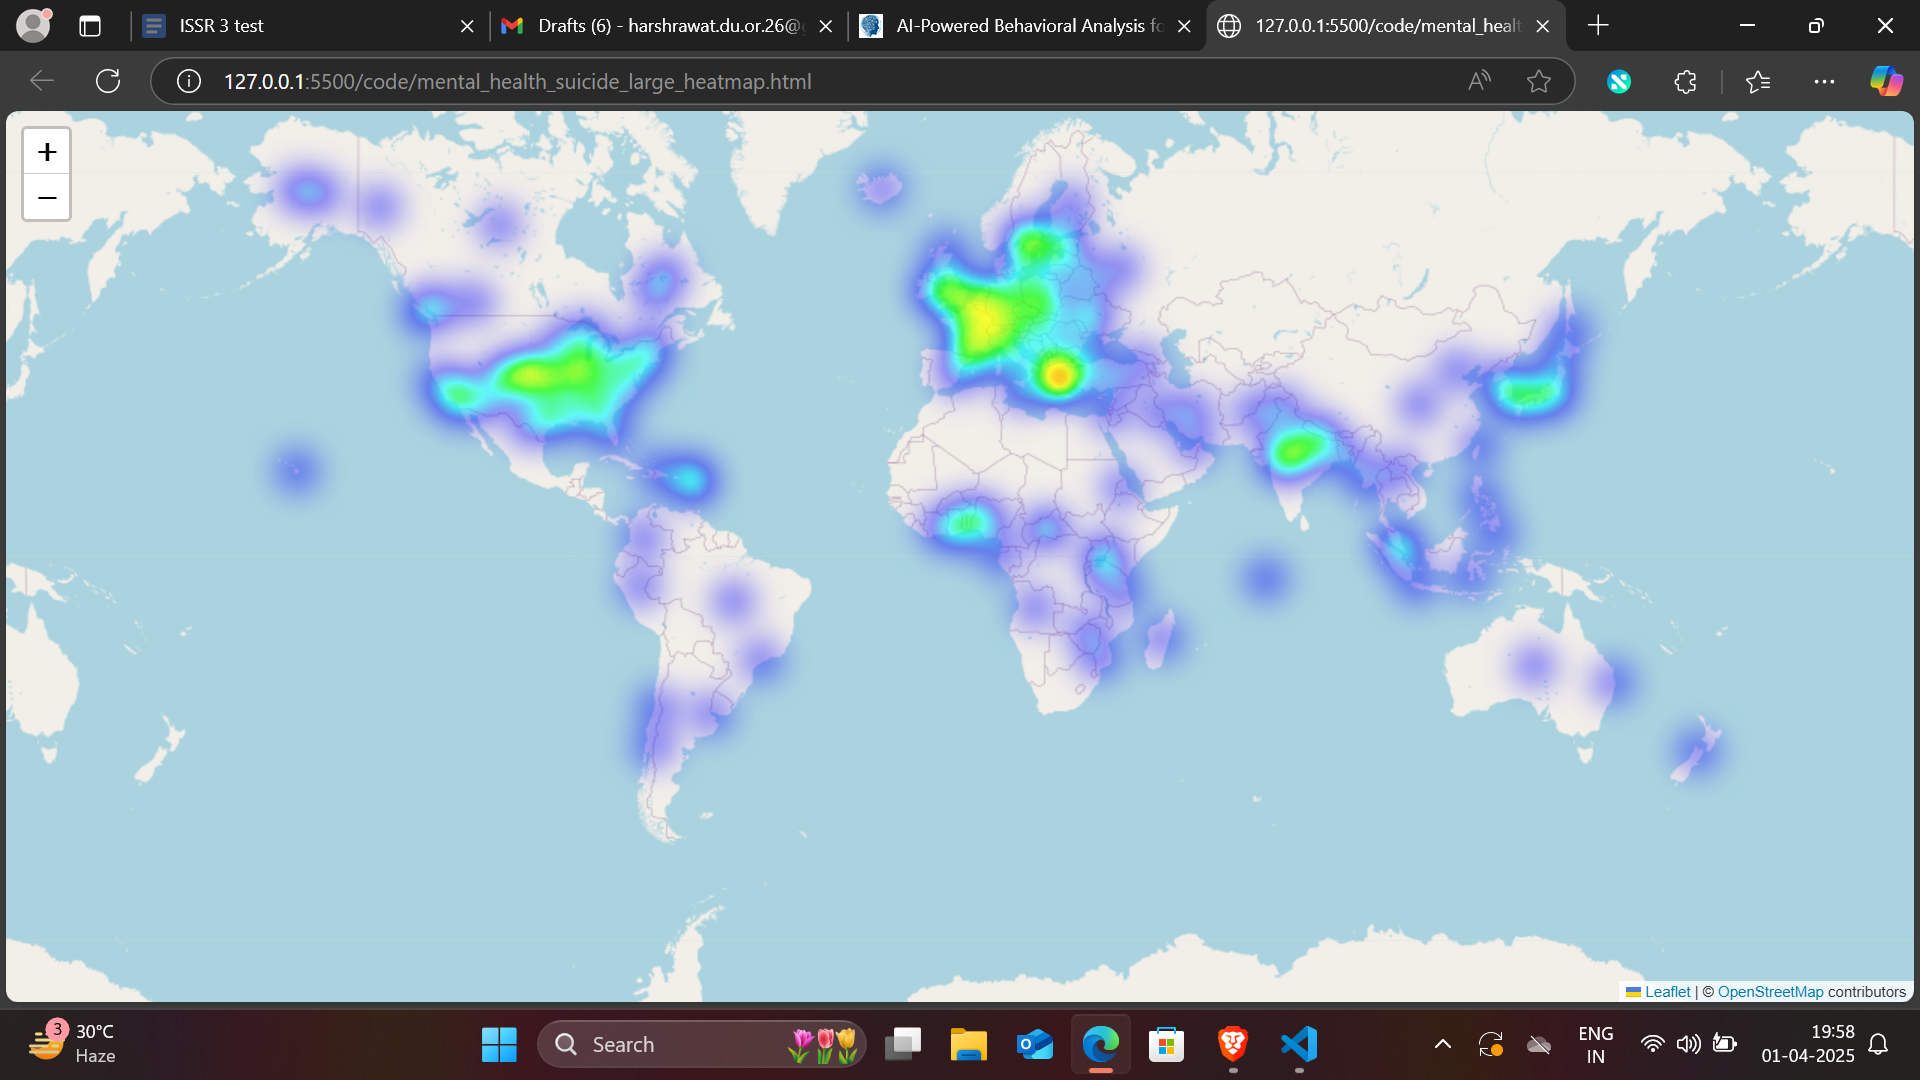 ISSR 3 test
Drafts (6) - harshrawat.du.or.26@
AI-Powered Behavioral Analysis fo
127.0.0.1:5500/code/mental_healt
127.0.0.1:5500/code/mental_health_suicide_large_heatmap.html
+
−
Leaflet | © OpenStreetMap contributors
3
30°C
Haze
Search
ENG
IN
19:58
01-04-2025